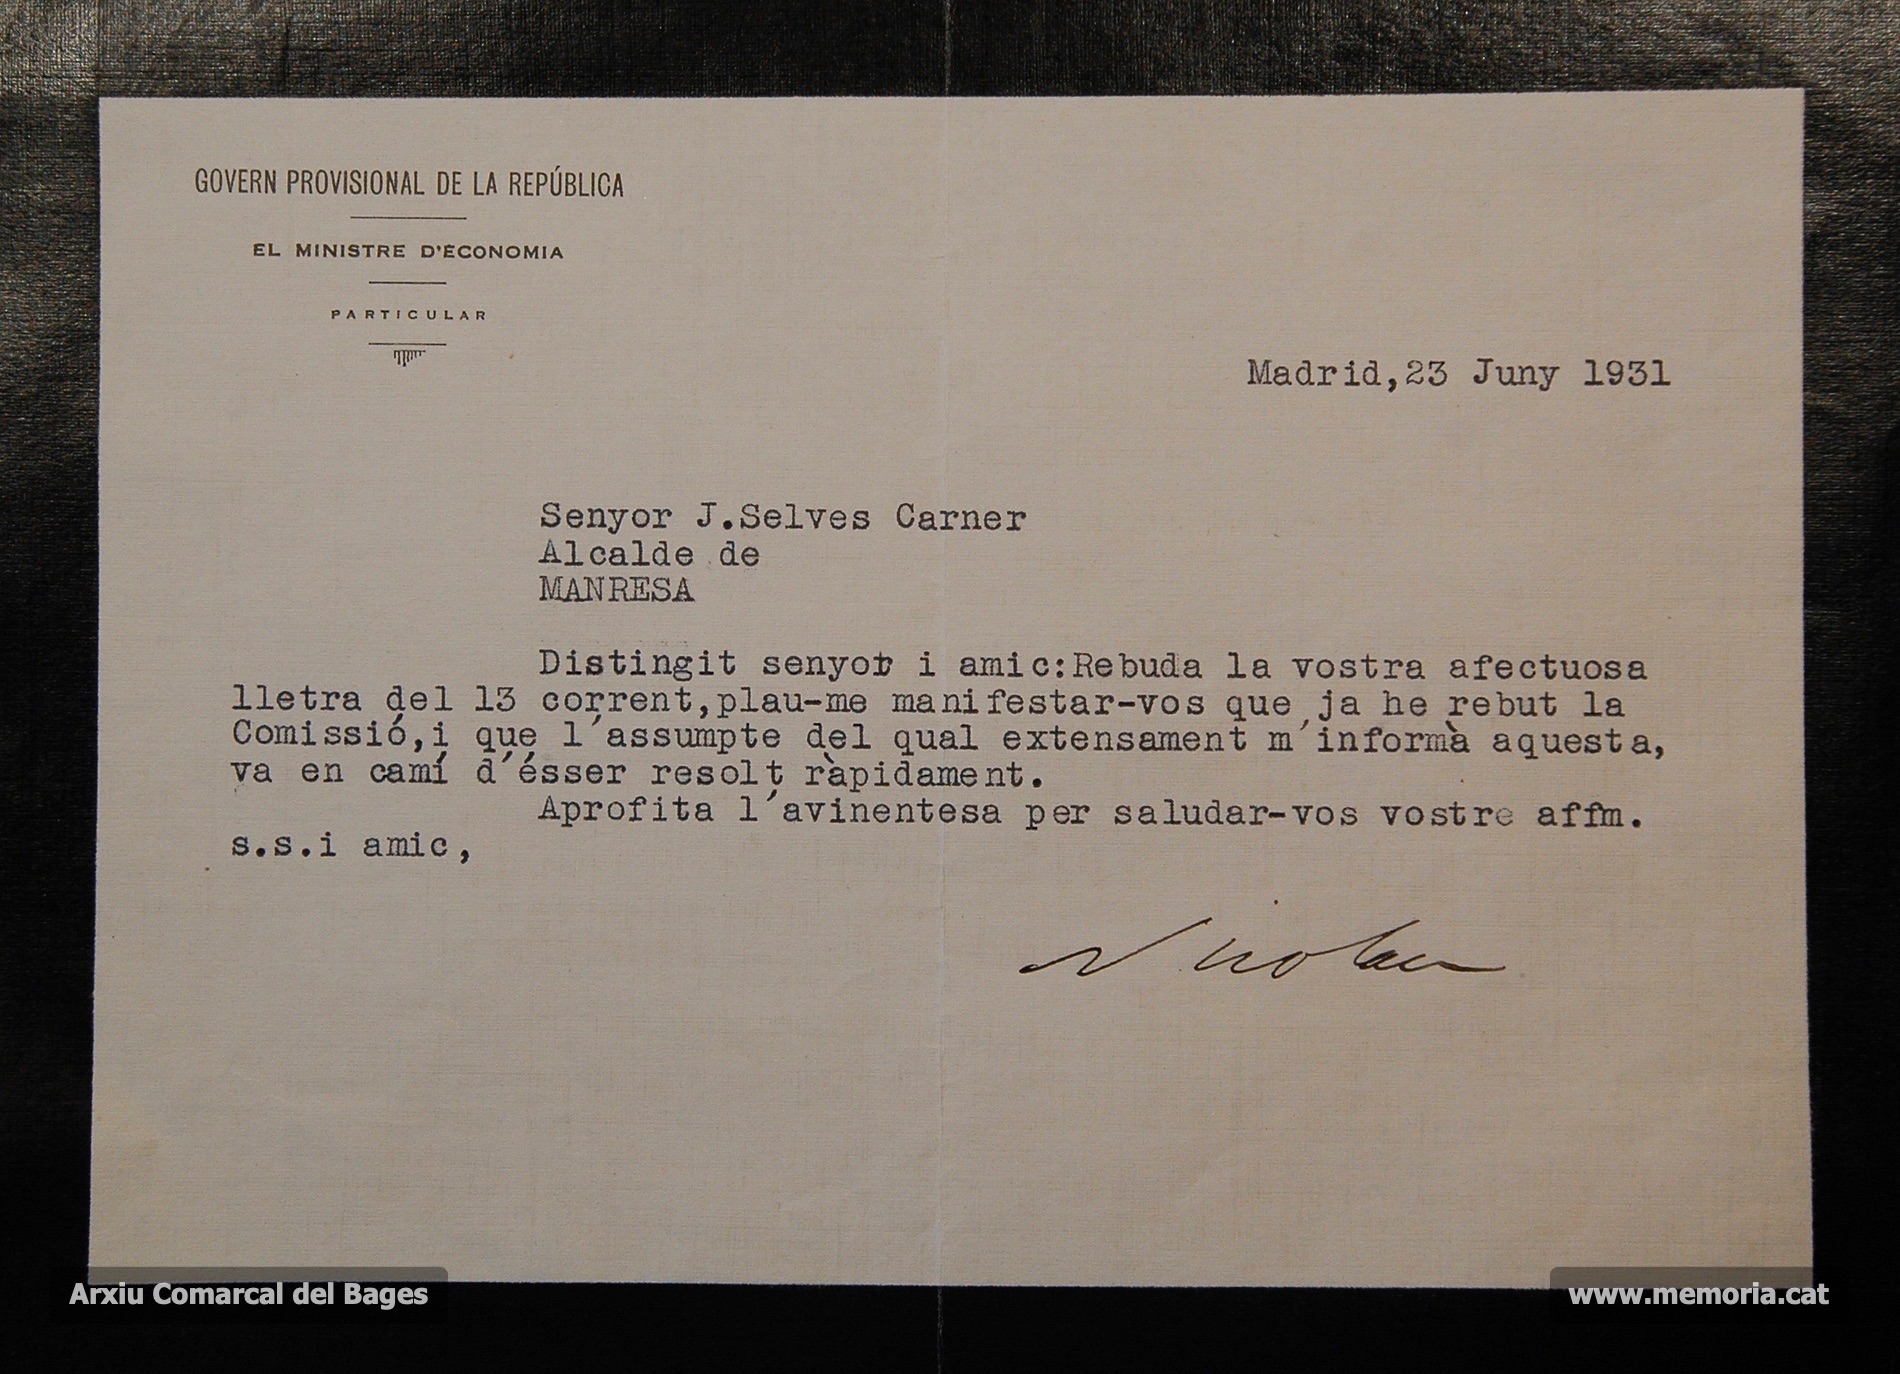 GOVERN PROVISIONAL DE LA REPÚBLICA
EL MINISTRE D'ECONOMIA
PARTICULAR
Madrid,23 Juny 1931
Senyor J.Selves Carner
Alcalde de
MANRESA
Distingit senyor i amic:Rebuda la vostra afectuosa
lletra del 13 corrent,plau-me manifestar-vos que ja he rebut la
Comissió,i que l'assumpte del qual extensament m'informà aquesta,
va en camí d'ésser resolt ràpidament.
Aprofita l'avinentesa per saludar-vos vostre affm.
s.s.i amic,
Arxiu Comarcal del Bages
www.memoria.cat